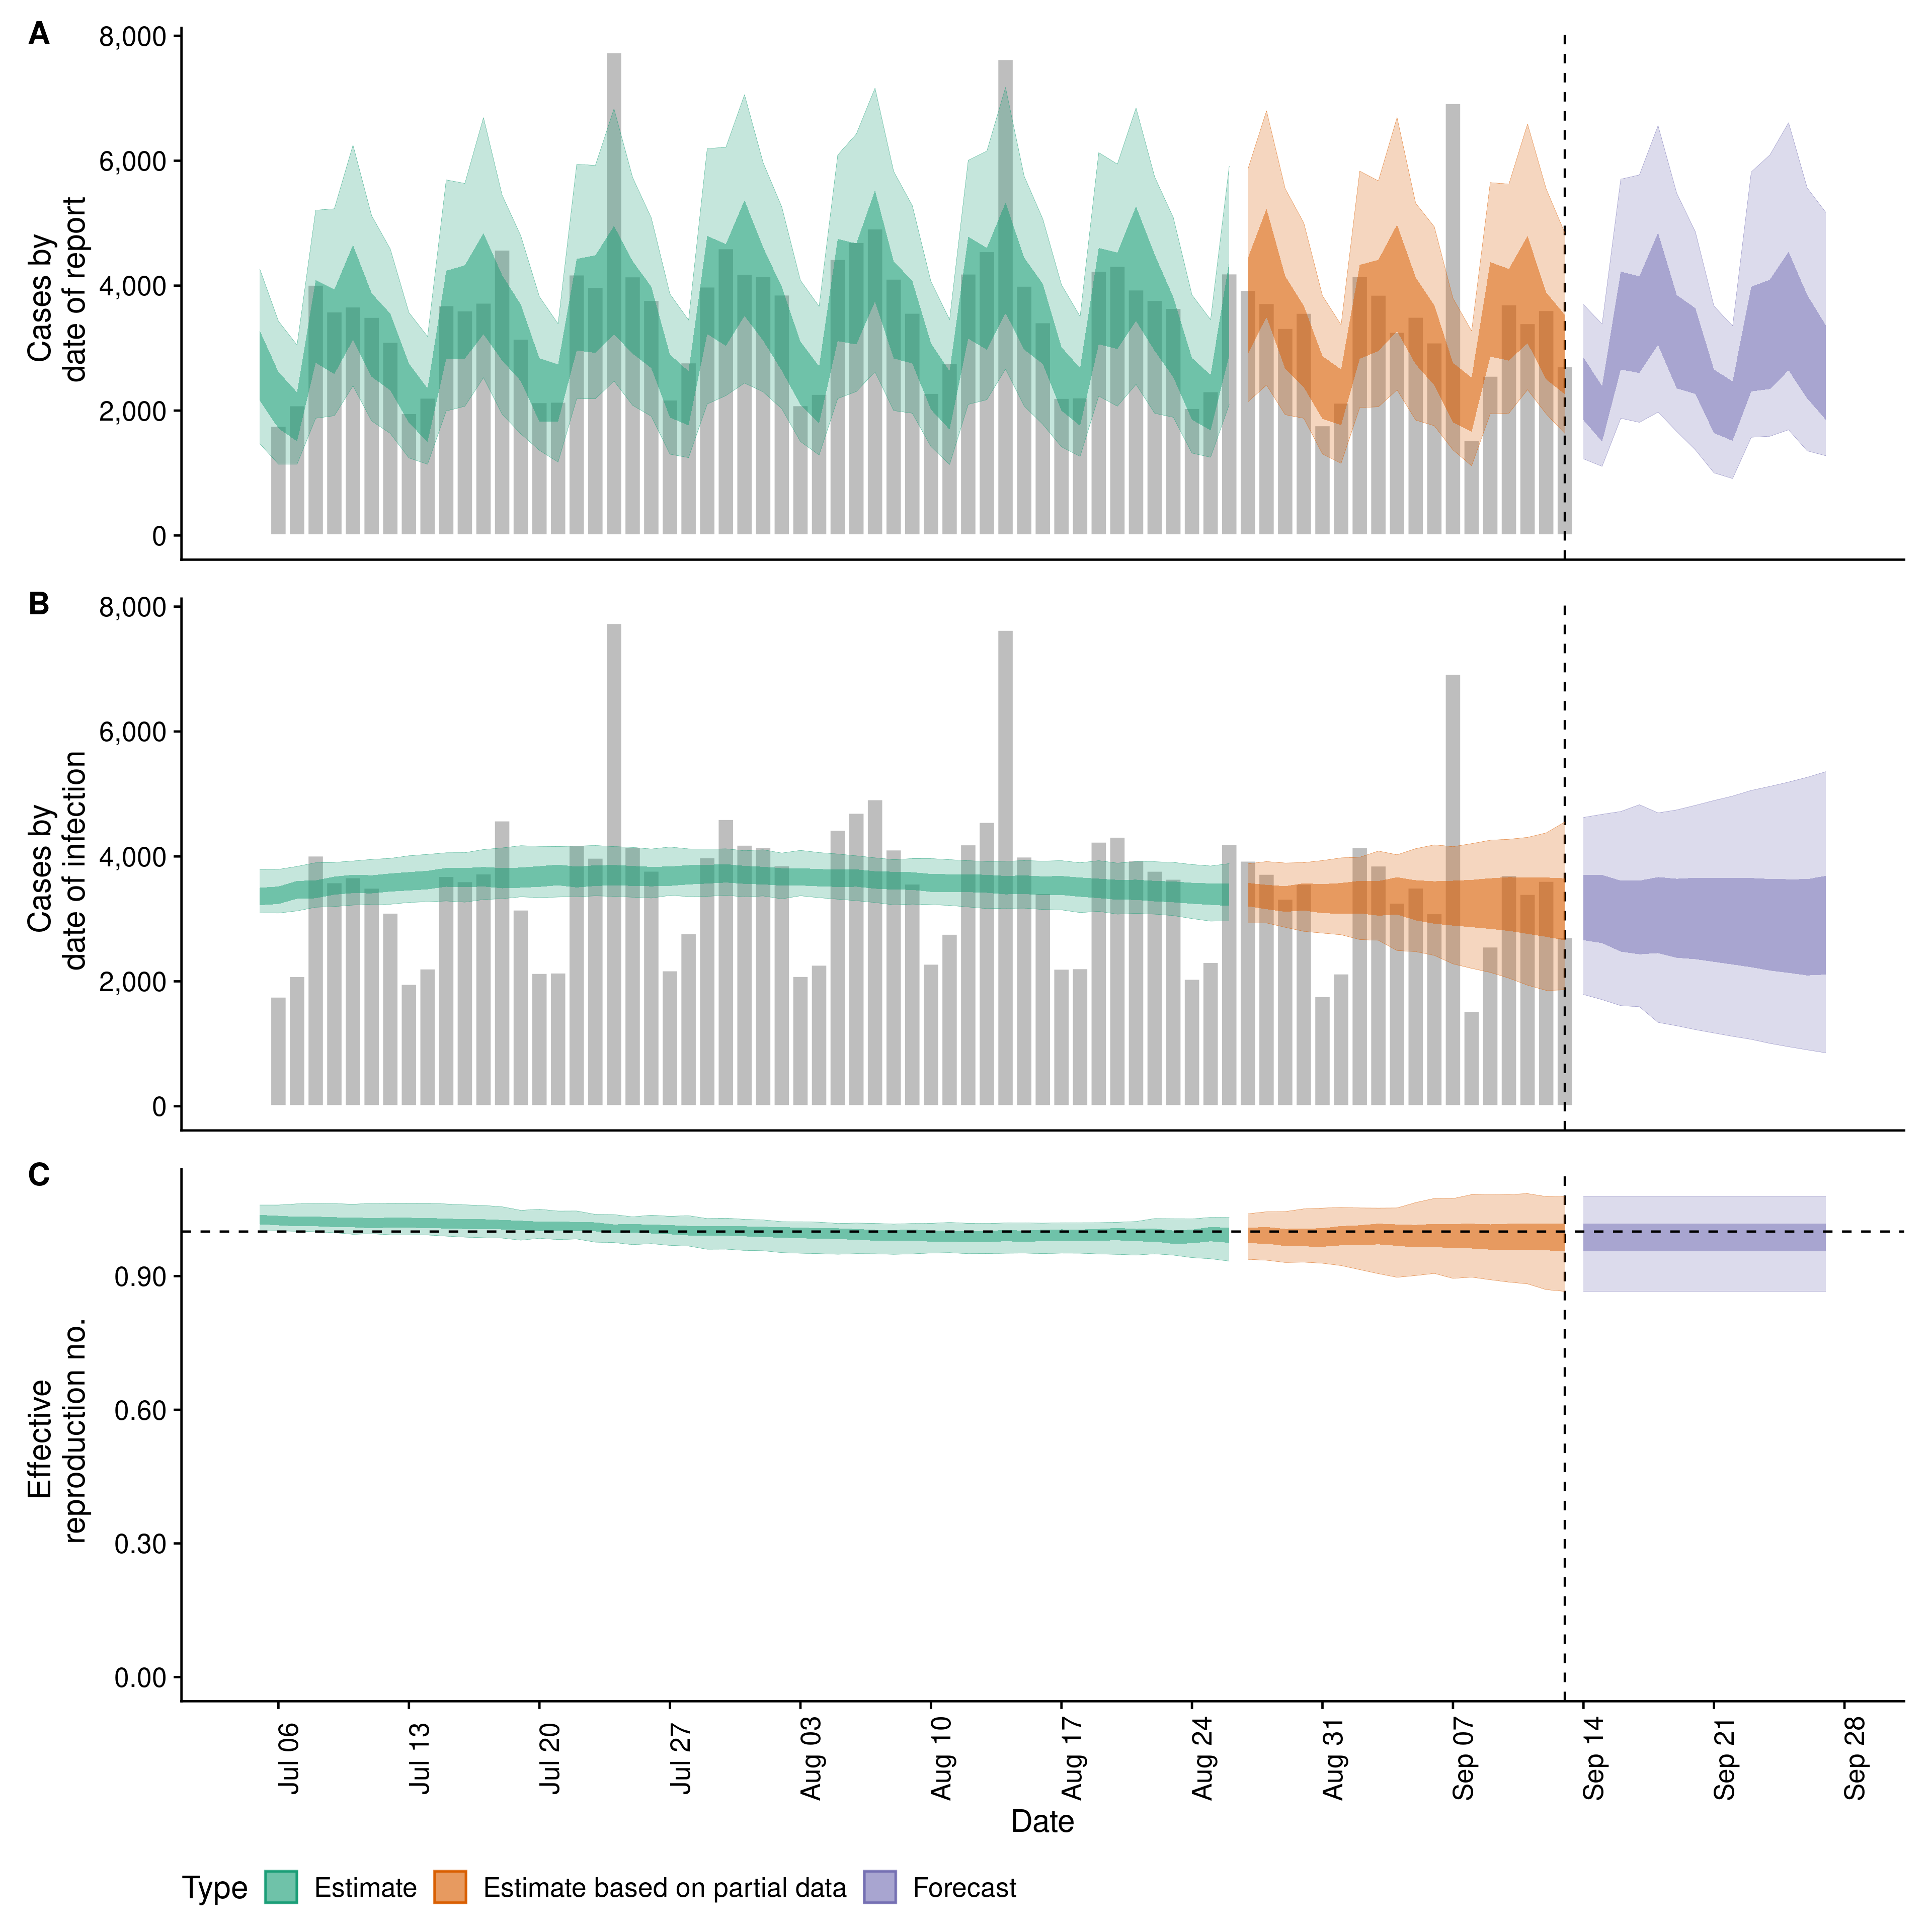 A
8,000
6,000
4,000
2,000
0
Cases by
date of report
B
8,000
6,000
4,000
2,000
0
Cases by
date of infection
C
0.90
0.60
0.30
0.00
Effective
reproduction no.
Jul 06
Jul 13
Jul 20
Jul 27
Aug 03
Aug 10
Aug 17
Aug 24
Aug 31
Sep 07
Sep 14
Sep 21
Sep 28
Date
Type Estimate Estimate based on partial data Forecast